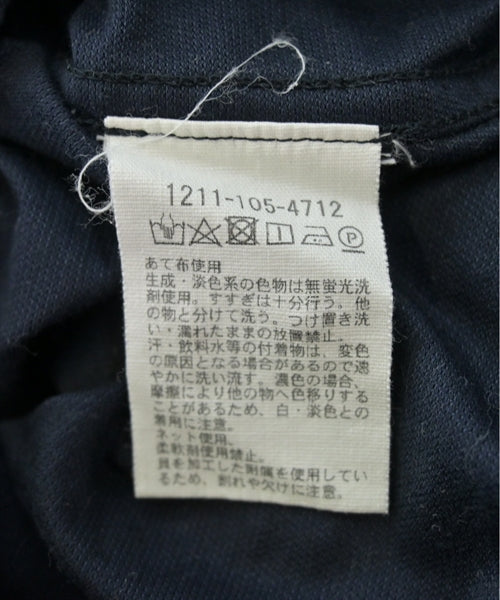 1211-105-4712
あて布使用
生成・淡色系の色物は無蛍光洗
剤使用。すすぎは十分行う。他
の物と分けて洗う。つけ置き洗
い・濡れたままの放置禁止。
汗・飲料水等の付着物は、変色
の原因となる場合があるので速
やかに洗い流す。濃色の場合、
摩擦により他の物へ色移りする
ことがあるため、白・淡色との
着用に注意。
ネット使用。
柔軟剤使用禁止。
貝を加工した附属を使用してい
るため、割れや欠けに注意。